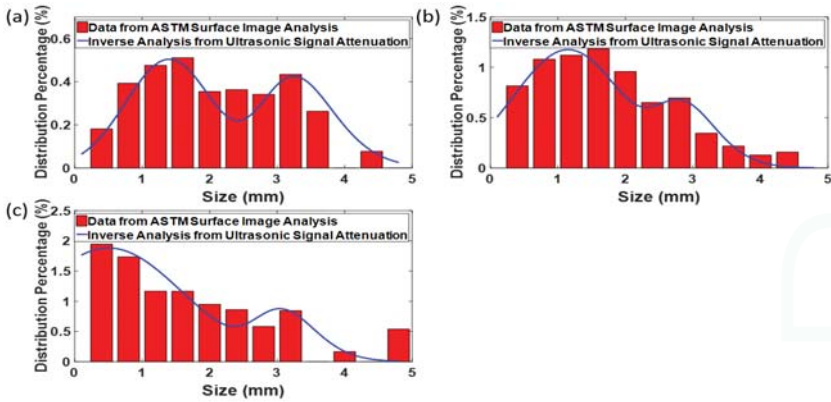 (a)
Data from ASTM Surface Image Analysis
Inverse Analysis from Ultrasonic Signal Attenuation
Distribution Percentage (%)
0.6
0.4
0.2
0
0 1 2 3 4 5
Size (mm)
(b)
Data from ASTM Surface Image Analysis
Inverse Analysis from Ultrasonic Signal Attenuation
Distribution Percentage (%)
1.5
1
0.5
0
0 1 2 3 4 5
Size (mm)
(c)
Data from ASTM Surface Image Analysis
Inverse Analysis from Ultrasonic Signal Attenuation
Distribution Percentage (%)
2.5
2
1.5
1
0.5
0
0 1 2 3 4 5
Size (mm)